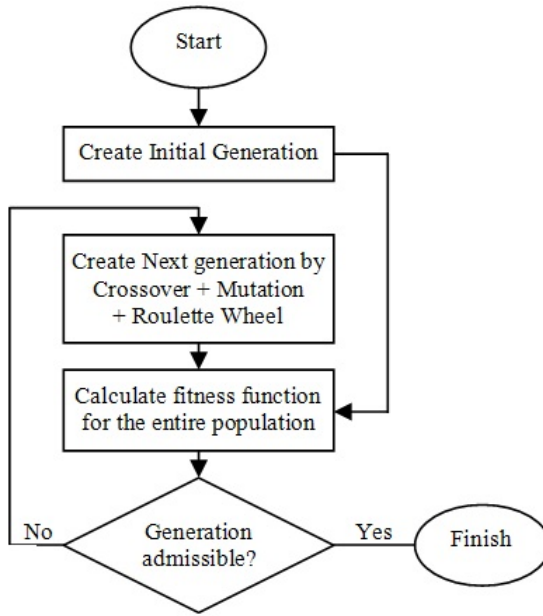 Start
Create Initial Generation
Create Next generation by
Crossover + Mutation
+ Roulette Wheel
Calculate fitness function
for the entire population
No
Generation
admissible?
Yes
Finish